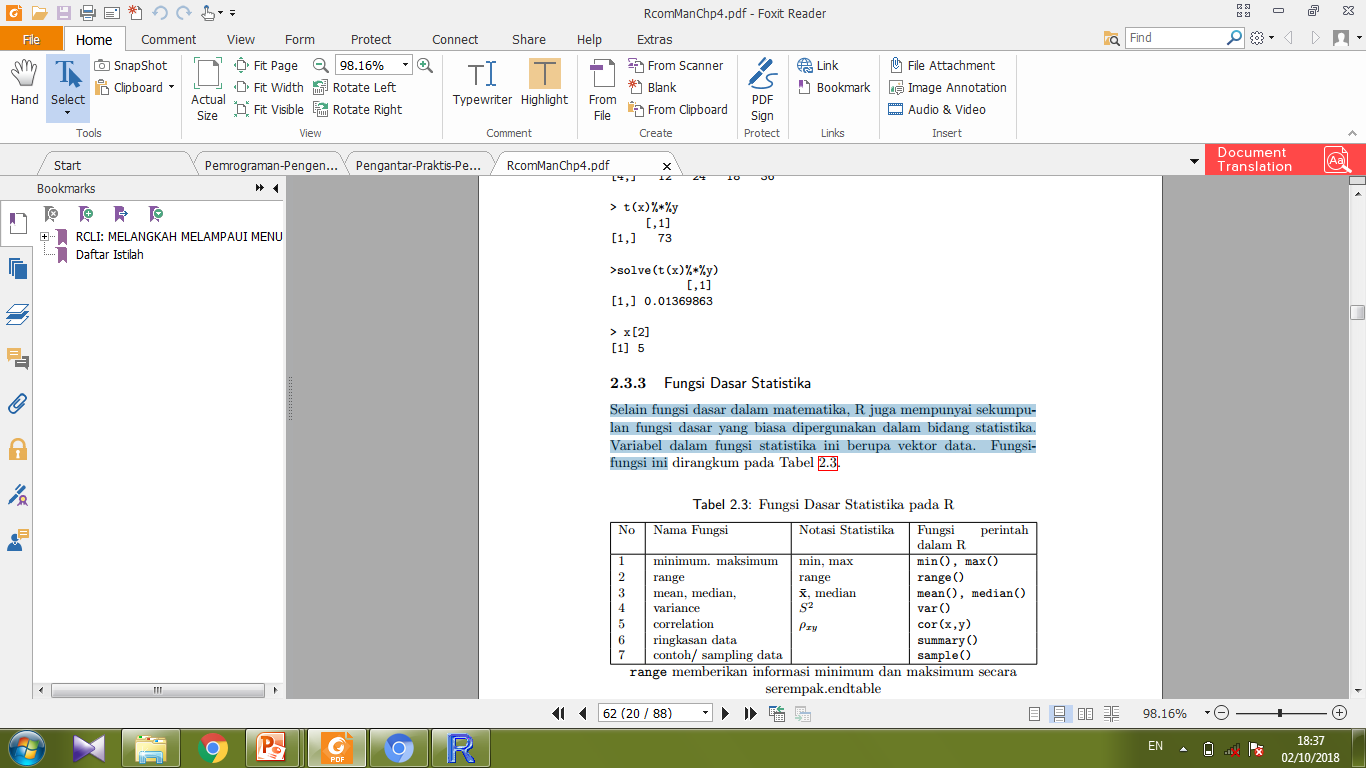 RcomManChp4.pdf - Foxit Reader
File Home Comment View Form Protect Connect Share Help Extras Find
Hand
Select
SnapShot
Clipboard
Tools
Actual Size
Fit Page
Fit Width
Fit Visible
98.16%
Rotate Left
Rotate Right
View
Typewriter
Highlight
Comment
From File
From Scanner
Blank
From Clipboard
Create
PDF Sign
Protect
Link
Bookmark
Links
File Attachment
Image Annotation
Audio & Video
Insert
Start Pemrograman-Pengen... Pengantar-Praktis-Pe... RcomManChp4.pdf
Document Translation
Bookmarks
RCLI: MELANGKAH MELAMPAUI MENU
Daftar Istilah
[4,] 12 24 18 36
> t(x)%*%y
[,1]
[1,] 73
>solve(t(x)%*%y)
[,1]
[1,] 0.01369863
> x[2]
[1] 5
2.3.3 Fungsi Dasar Statistika
Selain fungsi dasar dalam matematika, R juga mempunyai sekumpu-
lan fungsi dasar yang biasa dipergunakan dalam bidang statistika.
Variabel dalam fungsi statistika ini berupa vektor data. Fungsi-
fungsi ini dirangkum pada Tabel 2.3.
Tabel 2.3: Fungsi Dasar Statistika pada R
No Nama Fungsi Notasi Statistika Fungsi perintah
dalam R
1 minimum. maksimum min, max min(), max()
2 range range range()
3 mean, median, x̄, median mean(), median()
4 variance S² var()
5 correlation ρxy cor(x,y)
6 ringkasan data summary()
7 contoh/ sampling data sample()
range memberikan informasi minimum dan maksimum secara
serempak.endtable
62 (20 / 88)
98.16%
EN
18:37
02/10/2018